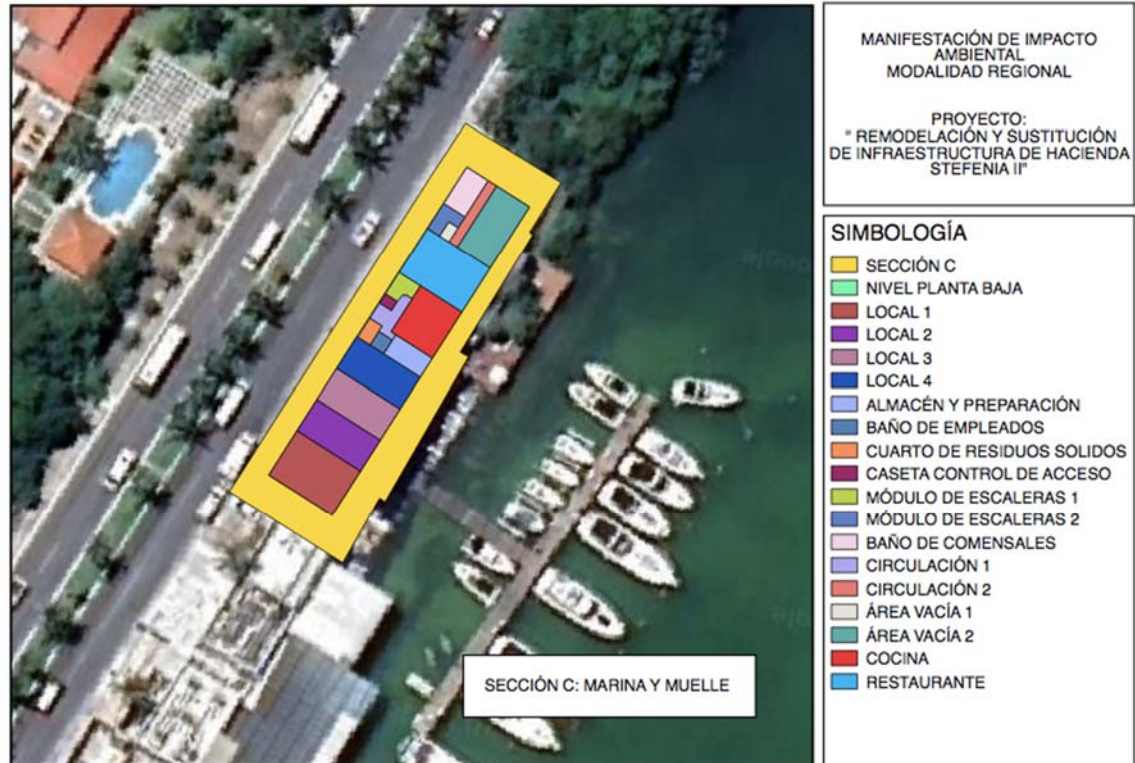 MANIFESTACIÓN DE IMPACTO
AMBIENTAL
MODALIDAD REGIONAL
PROYECTO:
" REMODELACIÓN Y SUSTITUCIÓN
DE INFRAESTRUCTURA DE HACIENDA
STEFENIA II"
SIMBOLOGÍA
SECCIÓN C
NIVEL PLANTA BAJA
LOCAL 1
LOCAL 2
LOCAL 3
LOCAL 4
ALMACÉN Y PREPARACIÓN
BAÑO DE EMPLEADOS
CUARTO DE RESIDUOS SOLIDOS
CASETA CONTROL DE ACCESO
MÓDULO DE ESCALERAS 1
MÓDULO DE ESCALERAS 2
BAÑO DE COMENSALES
CIRCULACIÓN 1
CIRCULACIÓN 2
ÁREA VACÍA 1
ÁREA VACÍA 2
COCINA
RESTAURANTE
SECCIÓN C: MARINA Y MUELLE